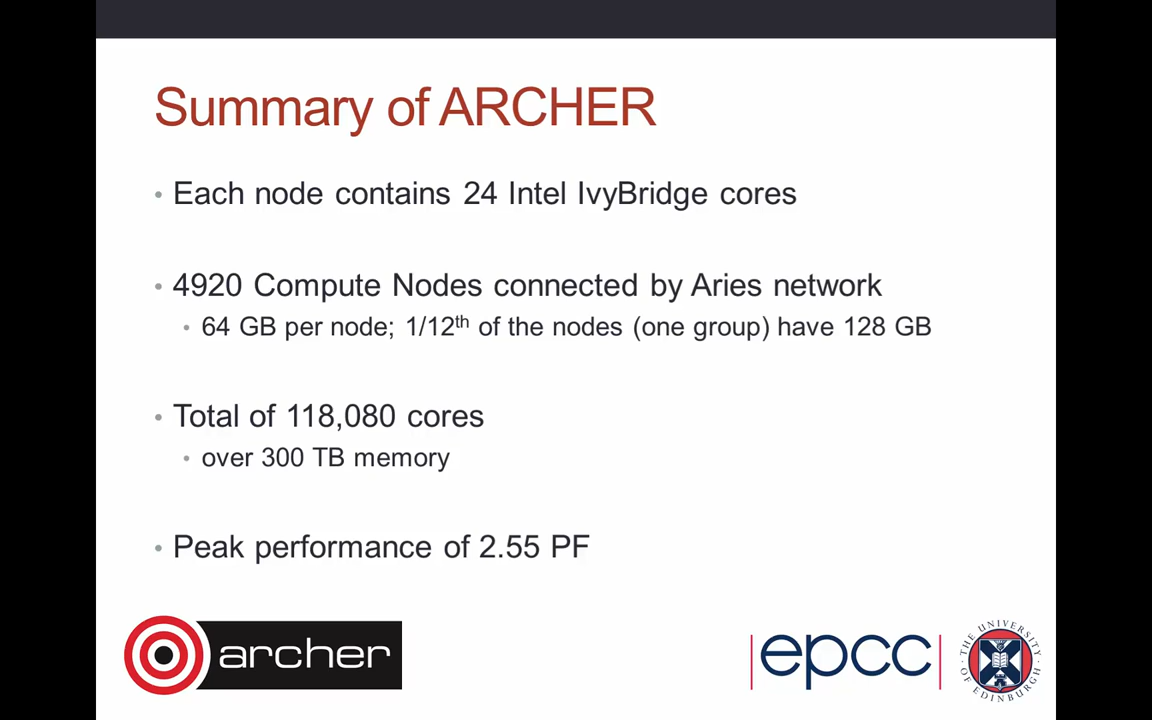 Summary of ARCHER
• Each node contains 24 Intel IvyBridge cores
• 4920 Compute Nodes connected by Aries network
• 64 GB per node; 1/12th of the nodes (one group) have 128 GB
• Total of 118,080 cores
• over 300 TB memory
• Peak performance of 2.55 PF
archer
|epcc|
THE UNIVERSITY OF EDINBURGH